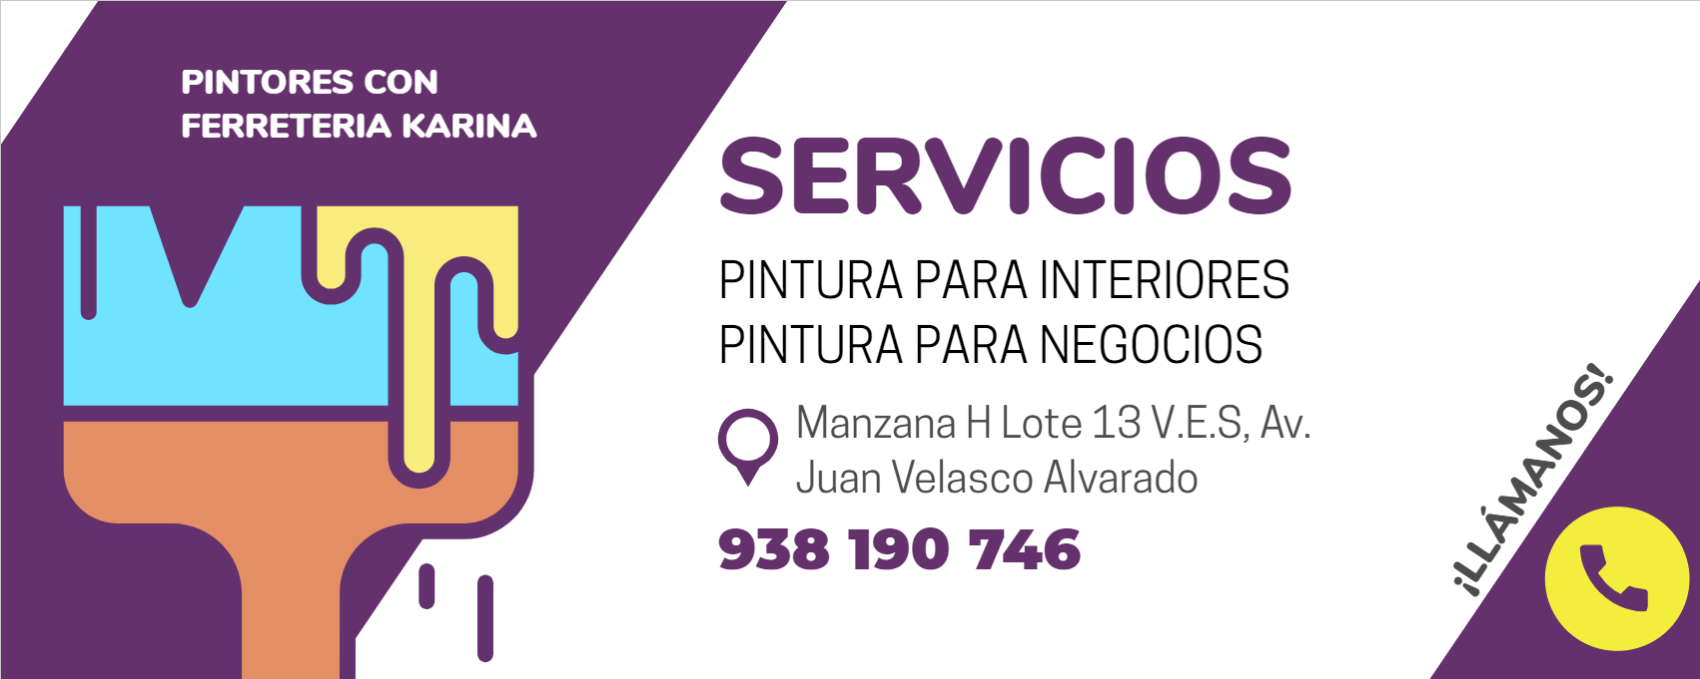 PINTORES CON
FERRETERIA KARINA
SERVICIOS
PINTURA PARA INTERIORES
PINTURA PARA NEGOCIOS
Manzana H Lote 13 V.E.S, Av.
Juan Velasco Alvarado
938 190 746
¡LLÁMANOS!